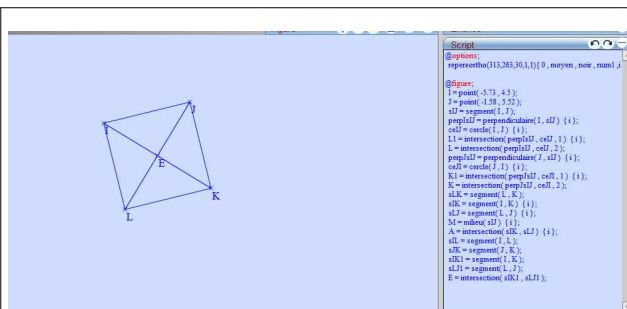 Script
@options;
repereortho(313,263,30,1,1){ 0 , moyen , noir , num1 ,i
@figure;
I = point( -5.73 , 4.5 );
J = point( -1.58 , 5.52 );
sIJ = segment( I , J );
perpIsIJ = perpendiculaire( I , sIJ ) { i };
ceIJ = cercle( I , J ) { i };
L1 = intersection( perpIsIJ , ceIJ , 1 ) { i };
L = intersection( perpIsIJ , ceIJ , 2 );
perpJsIJ = perpendiculaire( J , sIJ ) { i };
ceJI = cercle( J , I ) { i };
K1 = intersection( perpJsIJ , ceJI , 1 ) { i };
K = intersection( perpJsIJ , ceJI , 2 );
sLK = segment( L , K );
sIK = segment( I , K ) { i };
sLJ = segment( L , J ) { i };
M = milieu( sIJ ) { i };
A = intersection( sIK , sLJ ) { i };
sIL = segment( I , L );
sJK = segment( J , K );
sIK1 = segment( I , K );
sLJ1 = segment( L , J );
E = intersection( sIK1 , sLJ1 );
J
I
E
K
L